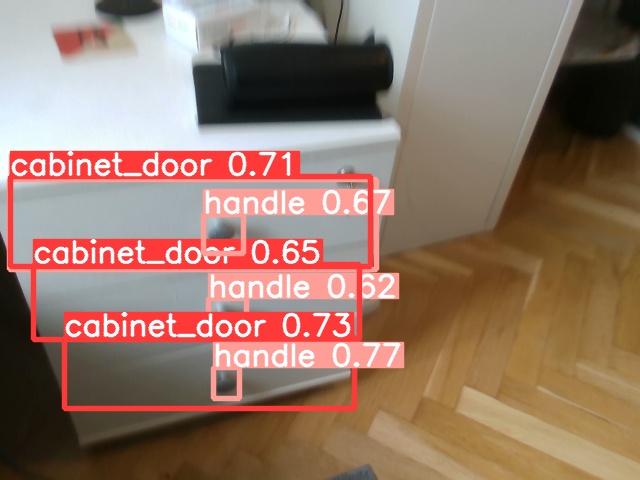 cabinet_door 0.71
handle 0.67
cabinet_door 0.65
handle 0.62
cabinet_door 0.73
handle 0.77